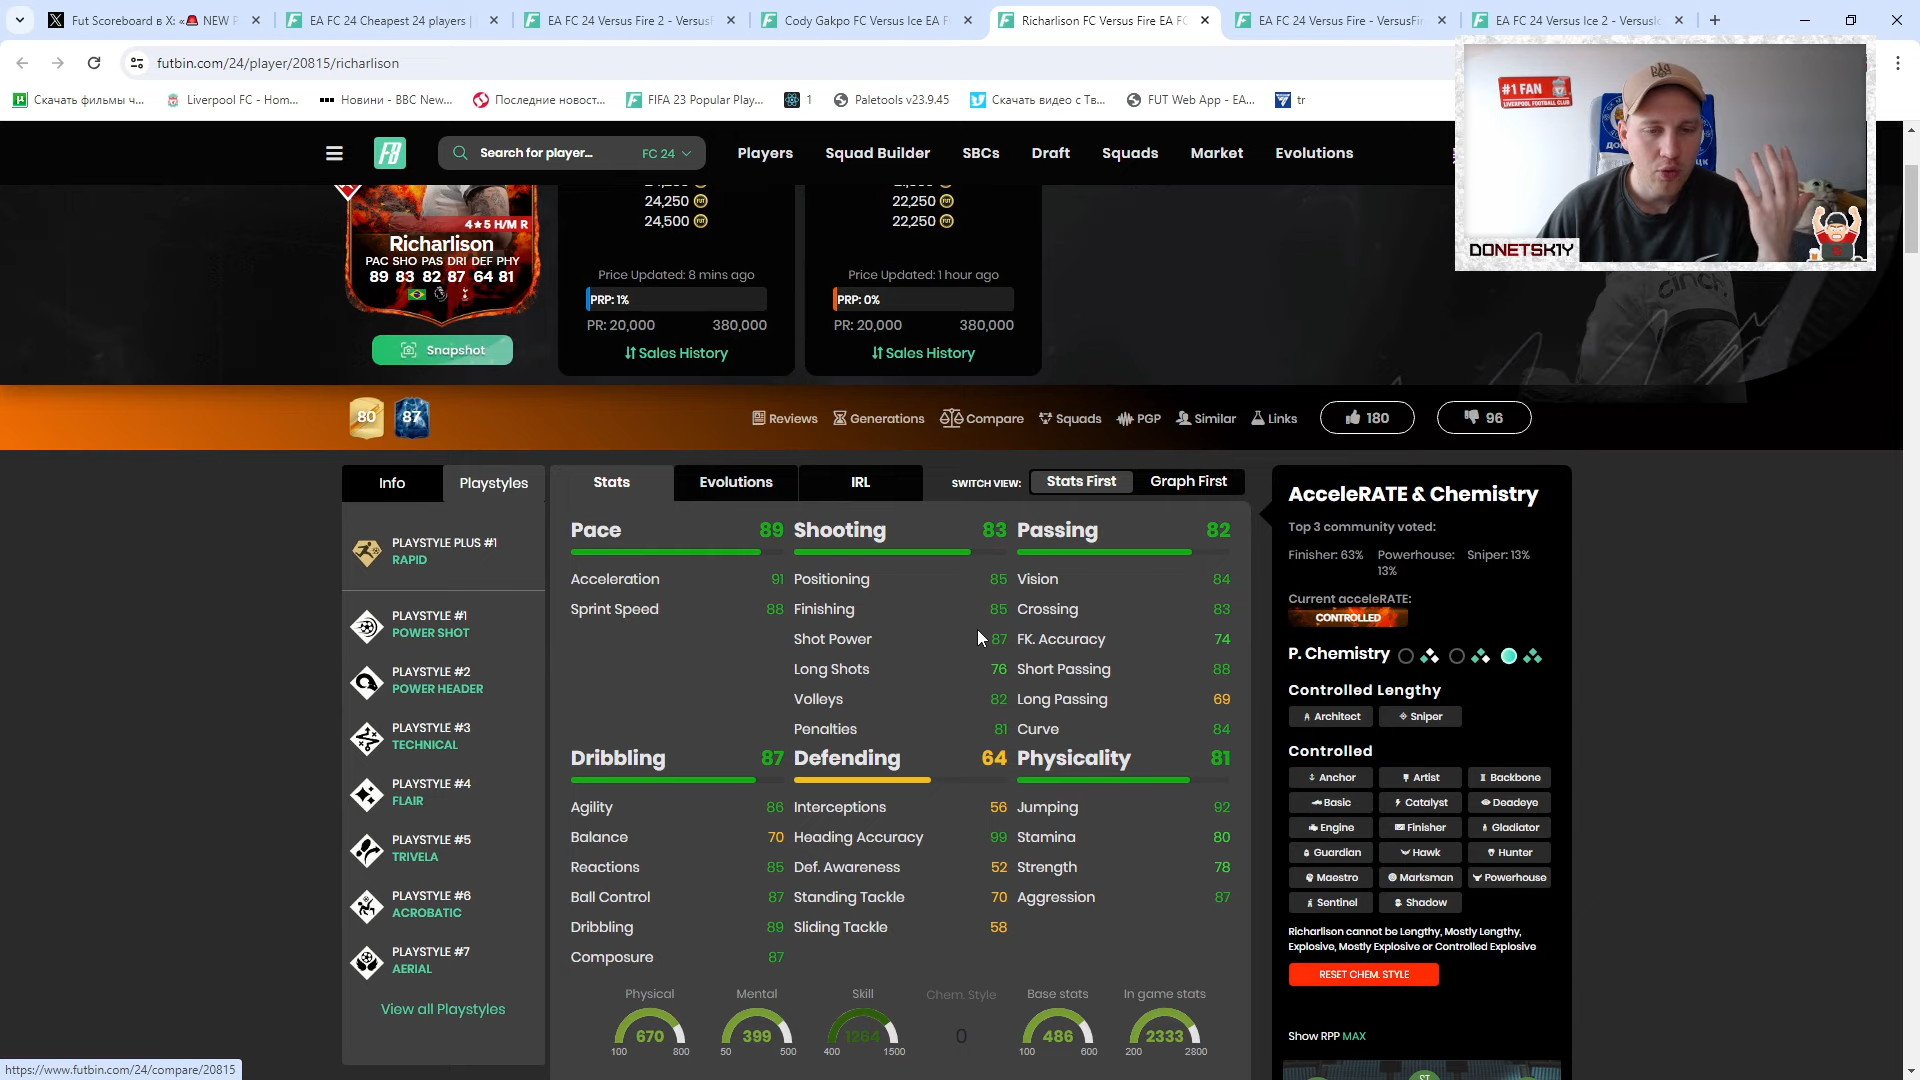 Fut Scoreboard в X: «🚨 NEW
EA FC 24 Cheapest 24 players |
EA FC 24 Versus Fire 2 - Versus
Cody Gakpo FC Versus Ice EA F
Richarlison FC Versus Fire EA FC
EA FC 24 Versus Fire - VersusFi
EA FC 24 Versus Ice 2 - VersusIc
futbin.com/24/player/20815/richarlison
Скачать фильмы ч...
Liverpool FC - Hom...
Новини - BBC New...
Последние новост...
FIFA 23 Popular Play...
1
Paletools v23.9.45
Скачать видео с Тв...
FUT Web App - EA...
tr
FB
Search for player...
FC 24
Players
Squad Builder
SBCs
Draft
Squads
Market
Evolutions
#1 FAN
LIVERPOOL FOOTBALL CLUB
DONETSK1Y
4★5 H/M R
Richarlison
PAC SHO PAS DRI DEF PHY
89 83 82 87 64 81
Snapshot
24,250
24,500
Price Updated: 8 mins ago
PRP: 1%
PR: 20,000
380,000
Sales History
22,250
22,250
Price Updated: 1 hour ago
PRP: 0%
PR: 20,000
380,000
Sales History
cinch
80
87
Reviews
Generations
Compare
Squads
PGP
Similar
Links
180
96
Info
Playstyles
PLAYSTYLE PLUS #1
RAPID
PLAYSTYLE #1
POWER SHOT
PLAYSTYLE #2
POWER HEADER
PLAYSTYLE #3
TECHNICAL
PLAYSTYLE #4
FLAIR
PLAYSTYLE #5
TRIVELA
PLAYSTYLE #6
ACROBATIC
PLAYSTYLE #7
AERIAL
View all Playstyles
Stats
Evolutions
IRL
SWITCH VIEW:
Stats First
Graph First
Pace 89
Acceleration 91
Sprint Speed 88
Shooting 83
Positioning 85
Finishing 85
Shot Power 87
Long Shots 76
Volleys 82
Penalties 81
Passing 82
Vision 84
Crossing 83
FK. Accuracy 74
Short Passing 88
Long Passing 69
Curve 84
Dribbling 87
Agility 86
Balance 70
Reactions 85
Ball Control 87
Dribbling 89
Composure 87
Defending 64
Interceptions 56
Heading Accuracy 99
Def. Awareness 52
Standing Tackle 70
Sliding Tackle 58
Physicality 81
Jumping 92
Stamina 80
Strength 78
Aggression 87
Physical
670
100 800
Mental
399
50 500
Skill
1264
400 1500
Chem. Style
0
Base stats
486
100 600
In game stats
2333
200 2800
AcceleRATE & Chemistry
Top 3 community voted:
Finisher: 63% Powerhouse: 13% Sniper: 13%
Current acceleRATE:
CONTROLLED
P. Chemistry
Controlled Lengthy
Architect Sniper
Controlled
Anchor Artist Backbone
Basic Catalyst Deadeye
Engine Finisher Gladiator
Guardian Hawk Hunter
Maestro Marksman Powerhouse
Sentinel Shadow
Richarlison cannot be Lengthy, Mostly Lengthy,
Explosive, Mostly Explosive or Controlled Explosive
RESET CHEM. STYLE
Show RPP MAX
ST
https://www.futbin.com/24/compare/20815